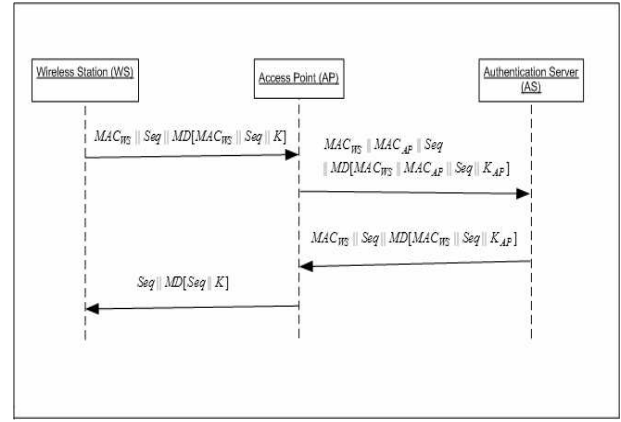 Wireless Station (WS)
Access Point (AP)
Authentication Server
(AS)
MAC_WS || Seq || MD[MAC_WS || Seq || K]
MAC_WS || MAC_AP || Seq
|| MD[MAC_WS || MAC_AP || Seq || K_AP]
MAC_WS || Seq || MD[MAC_WS || Seq || K_AP]
Seq || MD[Seq || K]